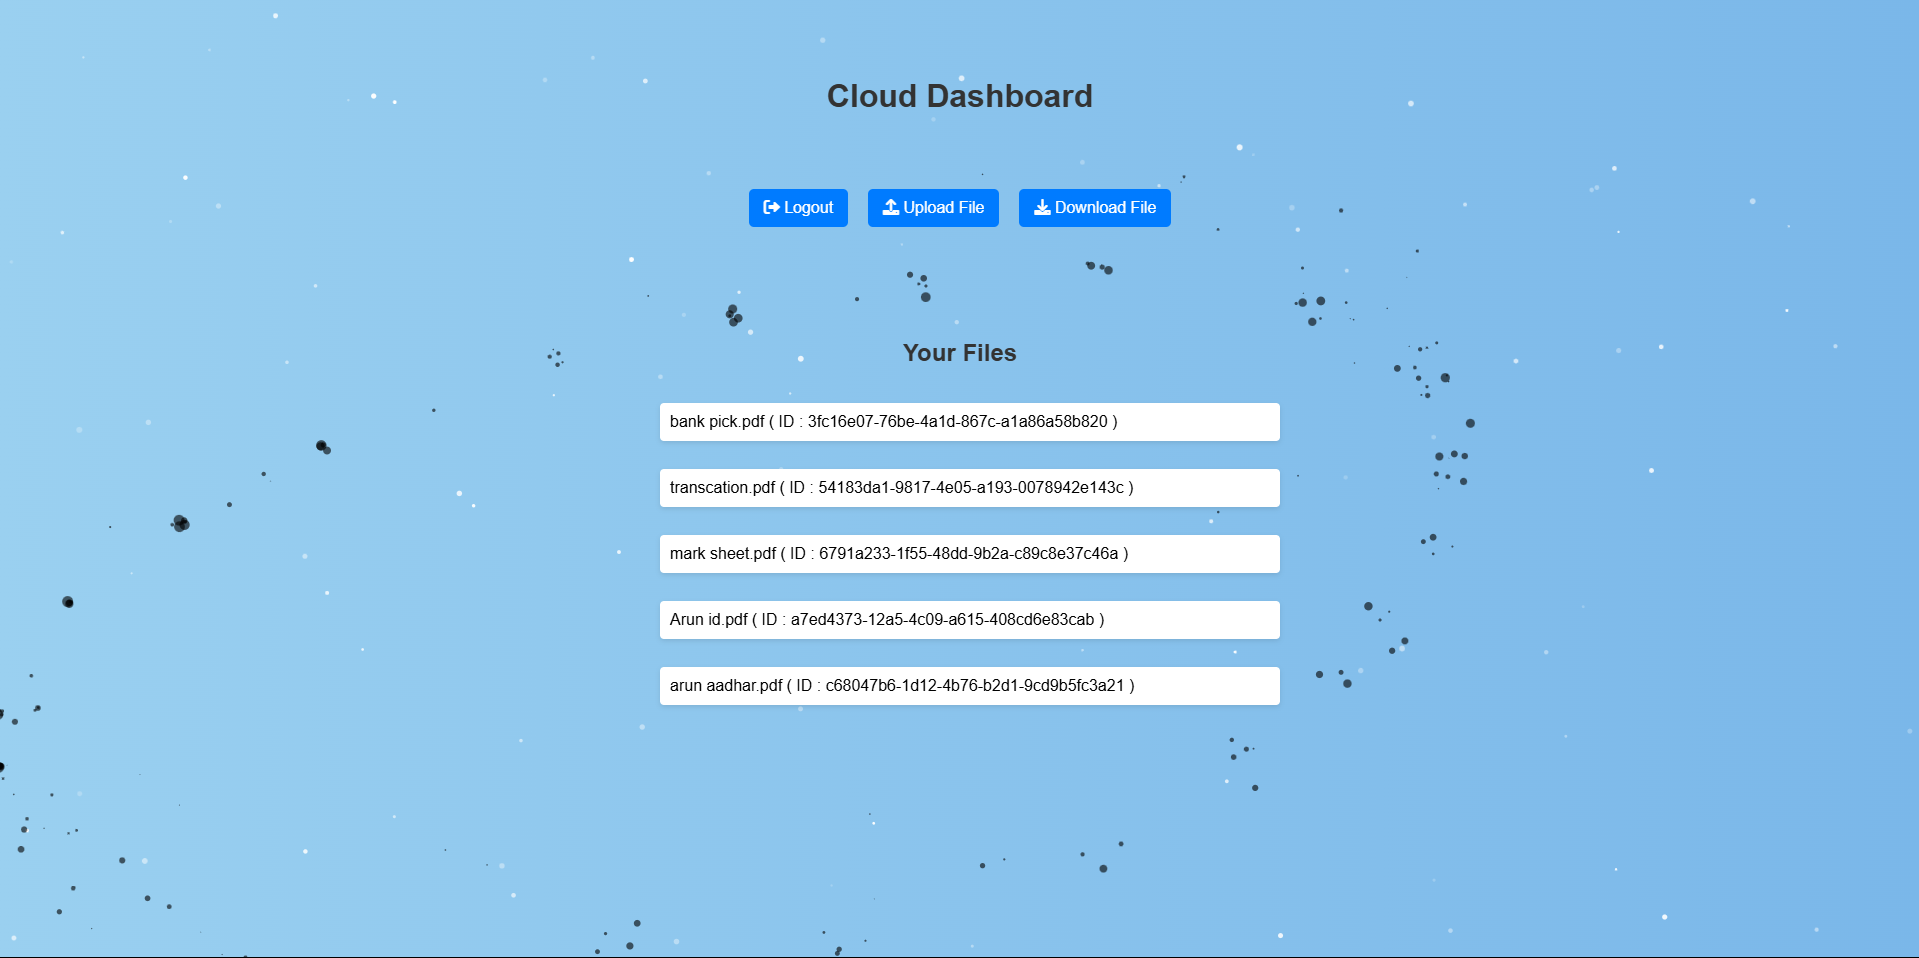 Cloud Dashboard
Logout Upload File Download File
Your Files
bank pick.pdf ( ID : 3fc16e07-76be-4a1d-867c-a1a86a58b820 )
transcation.pdf ( ID : 54183da1-9817-4e05-a193-0078942e143c )
mark sheet.pdf ( ID : 6791a233-1f55-48dd-9b2a-c89c8e37c46a )
Arun id.pdf ( ID : a7ed4373-12a5-4c09-a615-408cd6e83cab )
arun aadhar.pdf ( ID : c68047b6-1d12-4b76-b2d1-9cd9b5fc3a21 )